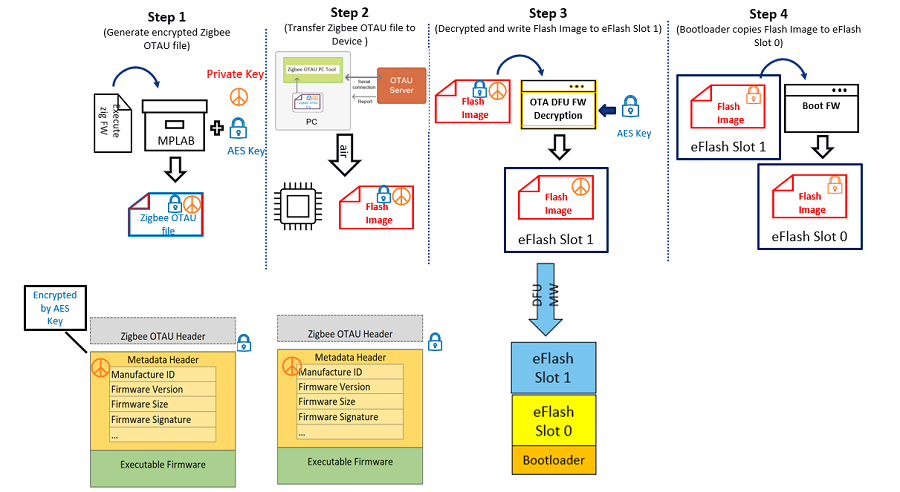 Step 1
(Generate encrypted Zigbee
OTAU file)
Private Key
Execute
zig FW
MPLAB
AES Key
Zigbee OTAU
file
Step 2
(Transfer Zigbee OTAU file to
Device )
Zigbee OTAU PC Tool
Zigbee OTAU
File
PC
Serial
connection
Report
OTAU
Server
air
Flash
Image
Step 3
(Decrypted and write Flash Image to eFlash Slot 1)
Flash
Image
OTA DFU FW
Decryption
AES Key
Flash
Image
eFlash Slot 1
DFU
MW
eFlash
Slot 1
eFlash
Slot 0
Bootloader
Step 4
(Bootloader copies Flash Image to eFlash
Slot 0)
Flash
Image
eFlash Slot 1
Boot FW
Flash
Image
eFlash Slot 0
Encrypted
by AES
Key
Zigbee OTAU Header
Metadata Header
Manufacture ID
Firmware Version
Firmware Size
Firmware Signature
...
Executable Firmware
Zigbee OTAU Header
Metadata Header
Manufacture ID
Firmware Version
Firmware Size
Firmware Signature
...
Executable Firmware